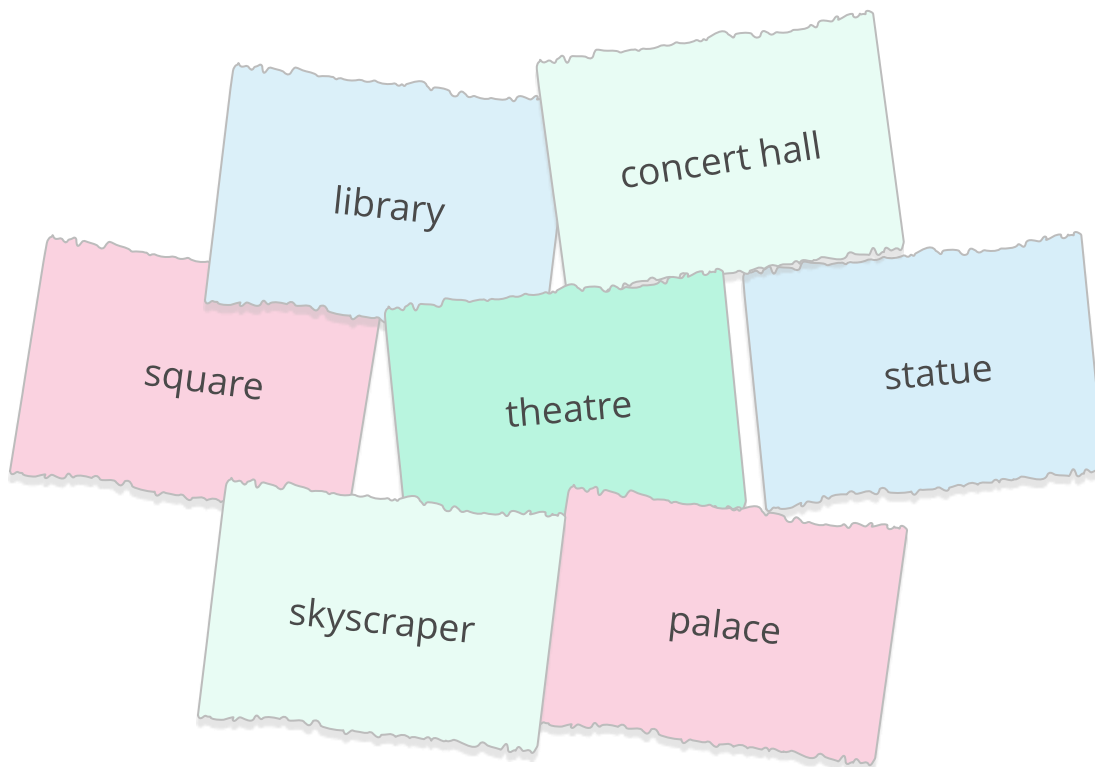 concert hall
library
square
theatre
statue
skyscraper
palace